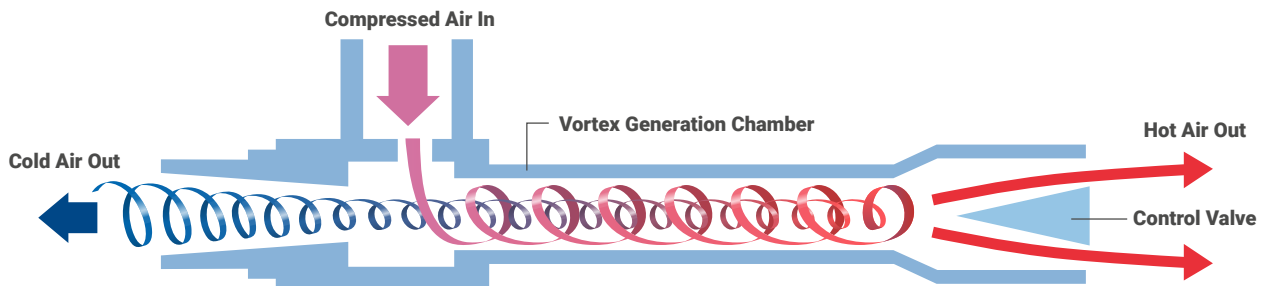 Compressed Air In
Vortex Generation Chamber
Hot Air Out
Cold Air Out
Control Valve